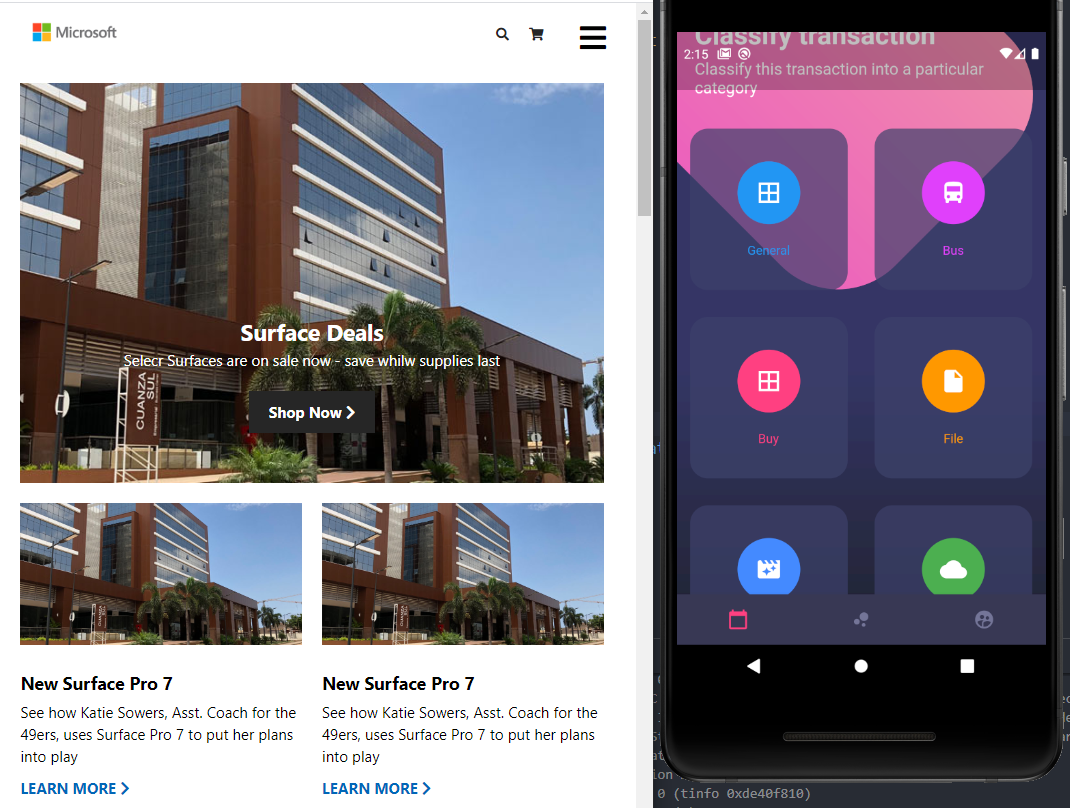 Microsoft
CUANZA
SUL
Surface Deals
Selecr Surfaces are on sale now - save whilw supplies last
Shop Now
New Surface Pro 7
See how Katie Sowers, Asst. Coach for the
49ers, uses Surface Pro 7 to put her plans
into play
LEARN MORE
New Surface Pro 7
See how Katie Sowers, Asst. Coach for the
49ers, uses Surface Pro 7 to put her plans
into play
LEARN MORE
Classify transaction
2:15
Classify this transaction into a particular
category
General
Bus
Buy
File
0 (tinfo 0xde40f810)